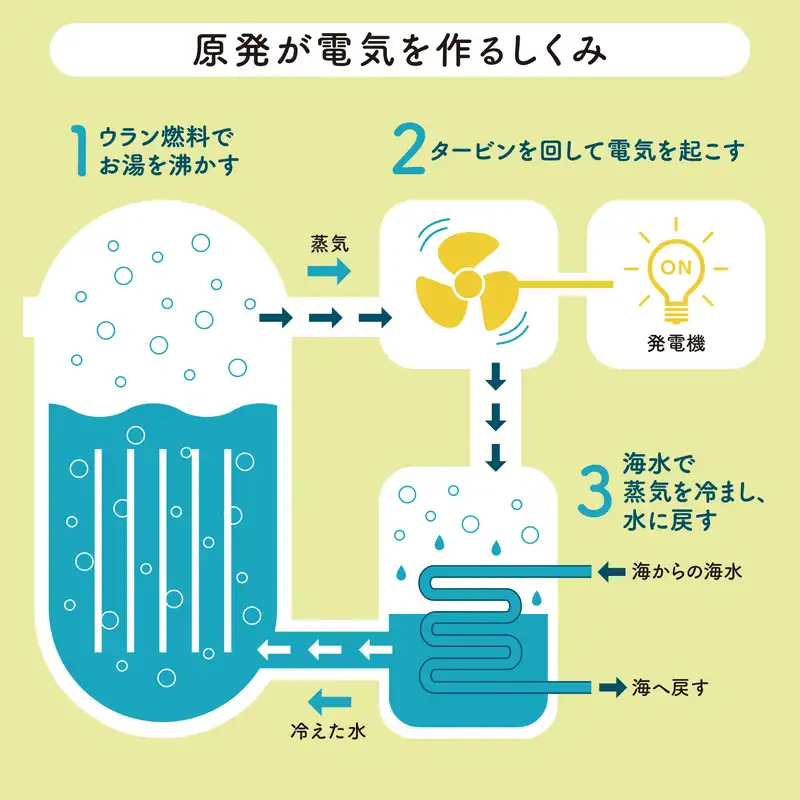 原発が電気を作るしくみ
1 ウラン燃料で
お湯を沸かす
2 タービンを回して電気を起こす
蒸気
ON
発電機
3 海水で
蒸気を冷まし、
水に戻す
海からの海水
海へ戻す
冷えた水